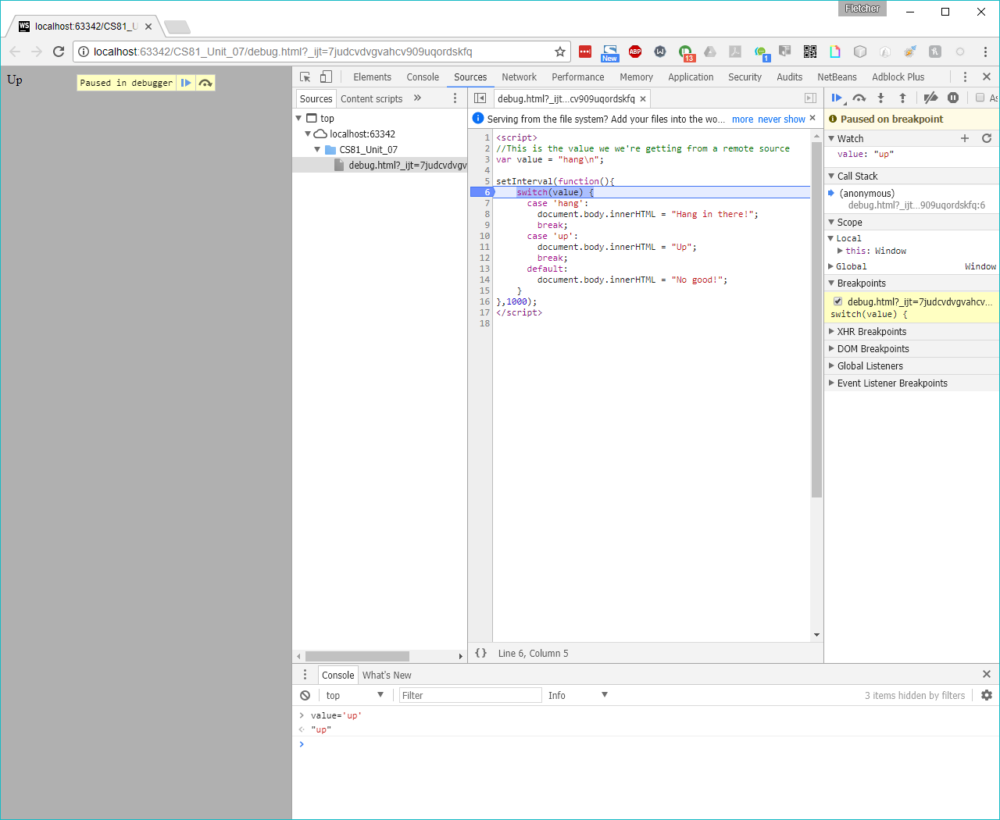 Fletcher
WS localhost:63342/CS81_U
localhost:63342/CS81_Unit_07/debug.html?_ijt=7judcvdvgvahcv909uqordskfq
New
ABP
W
13
1
Up
Paused in debugger
Elements Console Sources Network Performance Memory Application Security Audits NetBeans Adblock Plus
Sources Content scripts »
top
localhost:63342
CS81_Unit_07
debug.html?_ijt=7judcvdvgv
debug.html?_ijt...cv909uqordskfq
Serving from the file system? Add your files into the wo... more never show
1 <script>
2 //This is the value we we're getting from a remote source
3 var value = "hang\n";
4
5 setInterval(function(){
6 switch(value) {
7 case 'hang':
8 document.body.innerHTML = "Hang in there!";
9 break;
10 case 'up':
11 document.body.innerHTML = "Up";
12 break;
13 default:
14 document.body.innerHTML = "No good!";
15 }
16 },1000);
17 </script>
18
{} Line 6, Column 5
As
Paused on breakpoint
Watch
value: "up"
Call Stack
(anonymous)
debug.html?_ijt...909uqordskfq:6
Scope
Local
this: Window
Global Window
Breakpoints
debug.html?_ijt=7judcvdvgvahcv...
switch(value) {
XHR Breakpoints
DOM Breakpoints
Global Listeners
Event Listener Breakpoints
Console What's New
top Filter Info 3 items hidden by filters
> value='up'
"up"
>